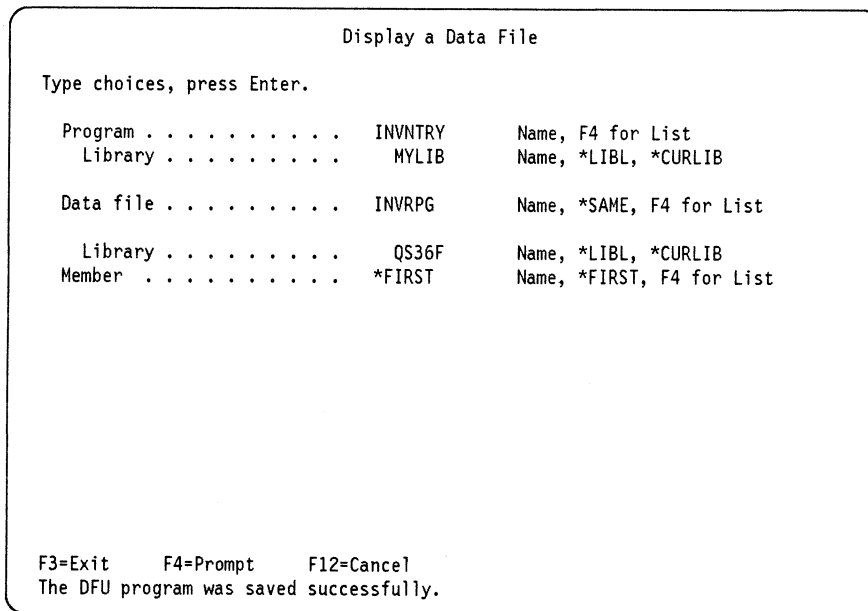 Display a Data File
Type choices, press Enter.
Program . . . . . . . . . . INVNTRY Name, F4 for List
Library . . . . . . . . . MYLIB Name, *LIBL, *CURLIB
Data file . . . . . . . . . INVRPG Name, *SAME, F4 for List
Library . . . . . . . . . QS36F Name, *LIBL, *CURLIB
Member . . . . . . . . . . *FIRST Name, *FIRST, F4 for List
F3=Exit F4=Prompt F12=Cancel
The DFU program was saved successfully.